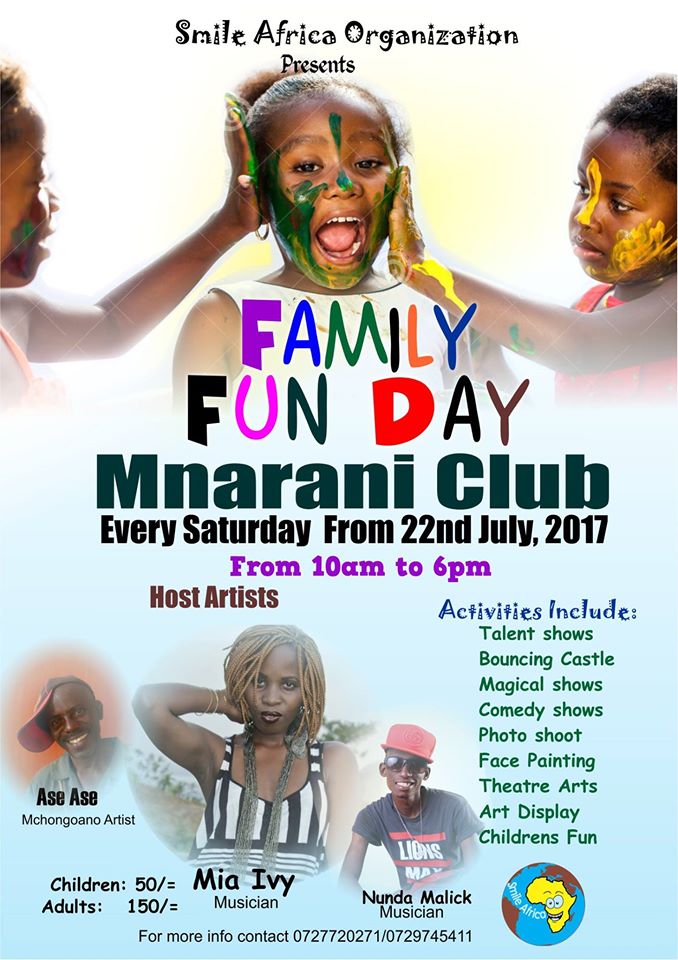 Smile Africa Organization
Presents
FAMILY
FUN DAY
Mnarani Club
Every Saturday From 22nd July, 2017
From 10am to 6pm
Host Artists
Activities Include:
Talent shows
Bouncing Castle
Magical shows
Comedy shows
Photo shoot
Face Painting
Theatre Arts
Art Display
Childrens Fun
Ase Ase
Mchongoano Artist
Mia Ivy
Musician
LIONS
MAY
Nunda Malick
Musician
Children: 50/=
Adults: 150/=
Smile Africa
For more info contact 0727720271/0729745411